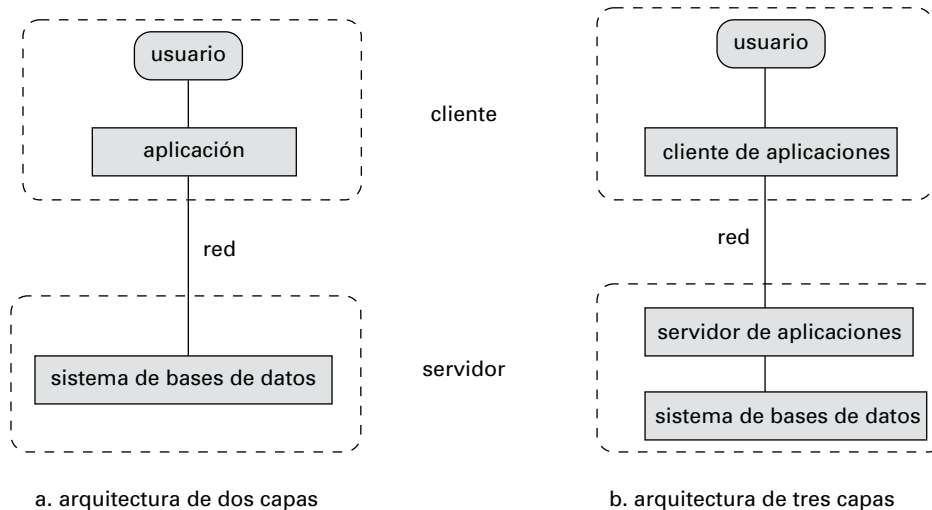 usuario
aplicación
red
sistema de bases de datos
a. arquitectura de dos capas
cliente
servidor
usuario
cliente de aplicaciones
red
servidor de aplicaciones
sistema de bases de datos
b. arquitectura de tres capas